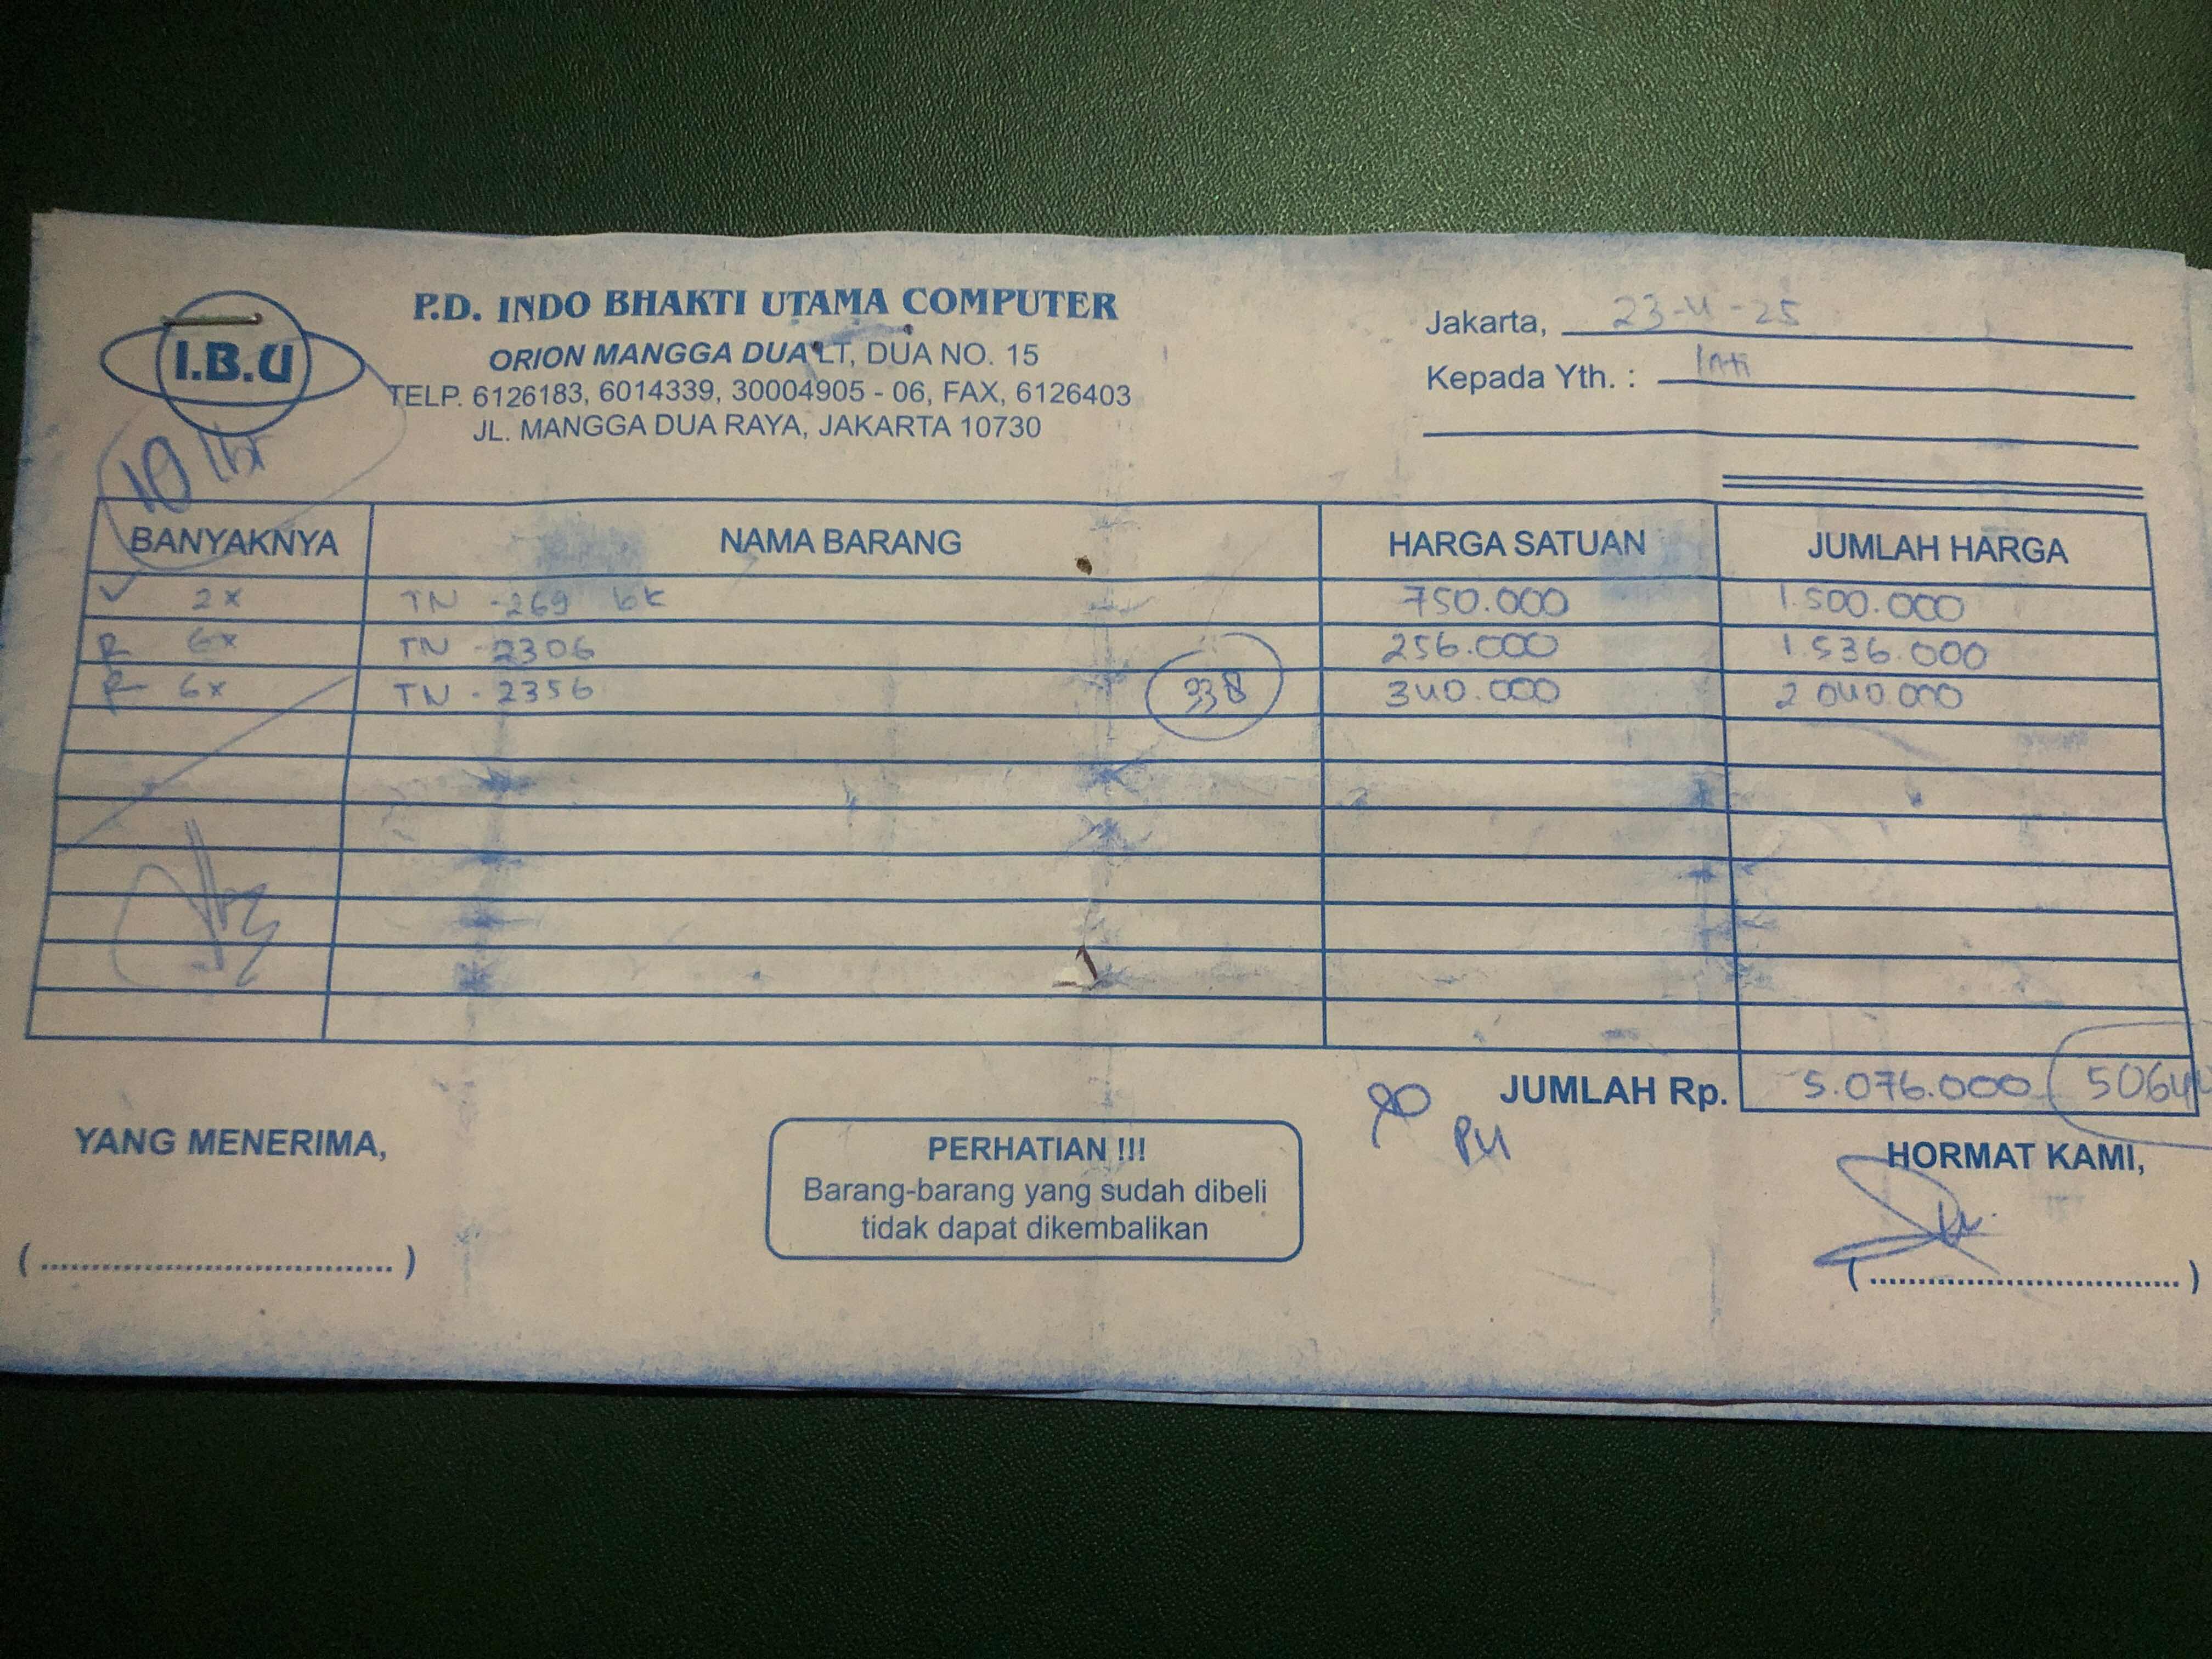 P.D. INDO BHAKTI UTAMA COMPUTER
ORION MANGGA DUA LT, DUA NO. 15
TELP. 6126183, 6014339, 30004905 - 06, FAX, 6126403
JL. MANGGA DUA RAYA, JAKARTA 10730
I.B.U
10 lbr
Jakarta, 23-4-25
Kepada Yth. : Inti
BANYAKNYA NAMA BARANG HARGA SATUAN JUMLAH HARGA
✓ 2x TN -269 bk 750.000 1.500.000
R 6x TN -2306 256.000 1.536.000
R 6x TN - 2356 338 340.000 2 040.000
JUMLAH Rp. 5.076.000 5064
YANG MENERIMA,
PERHATIAN !!!
Barang-barang yang sudah dibeli
tidak dapat dikembalikan
HORMAT KAMI,
(....................................) (....................................)